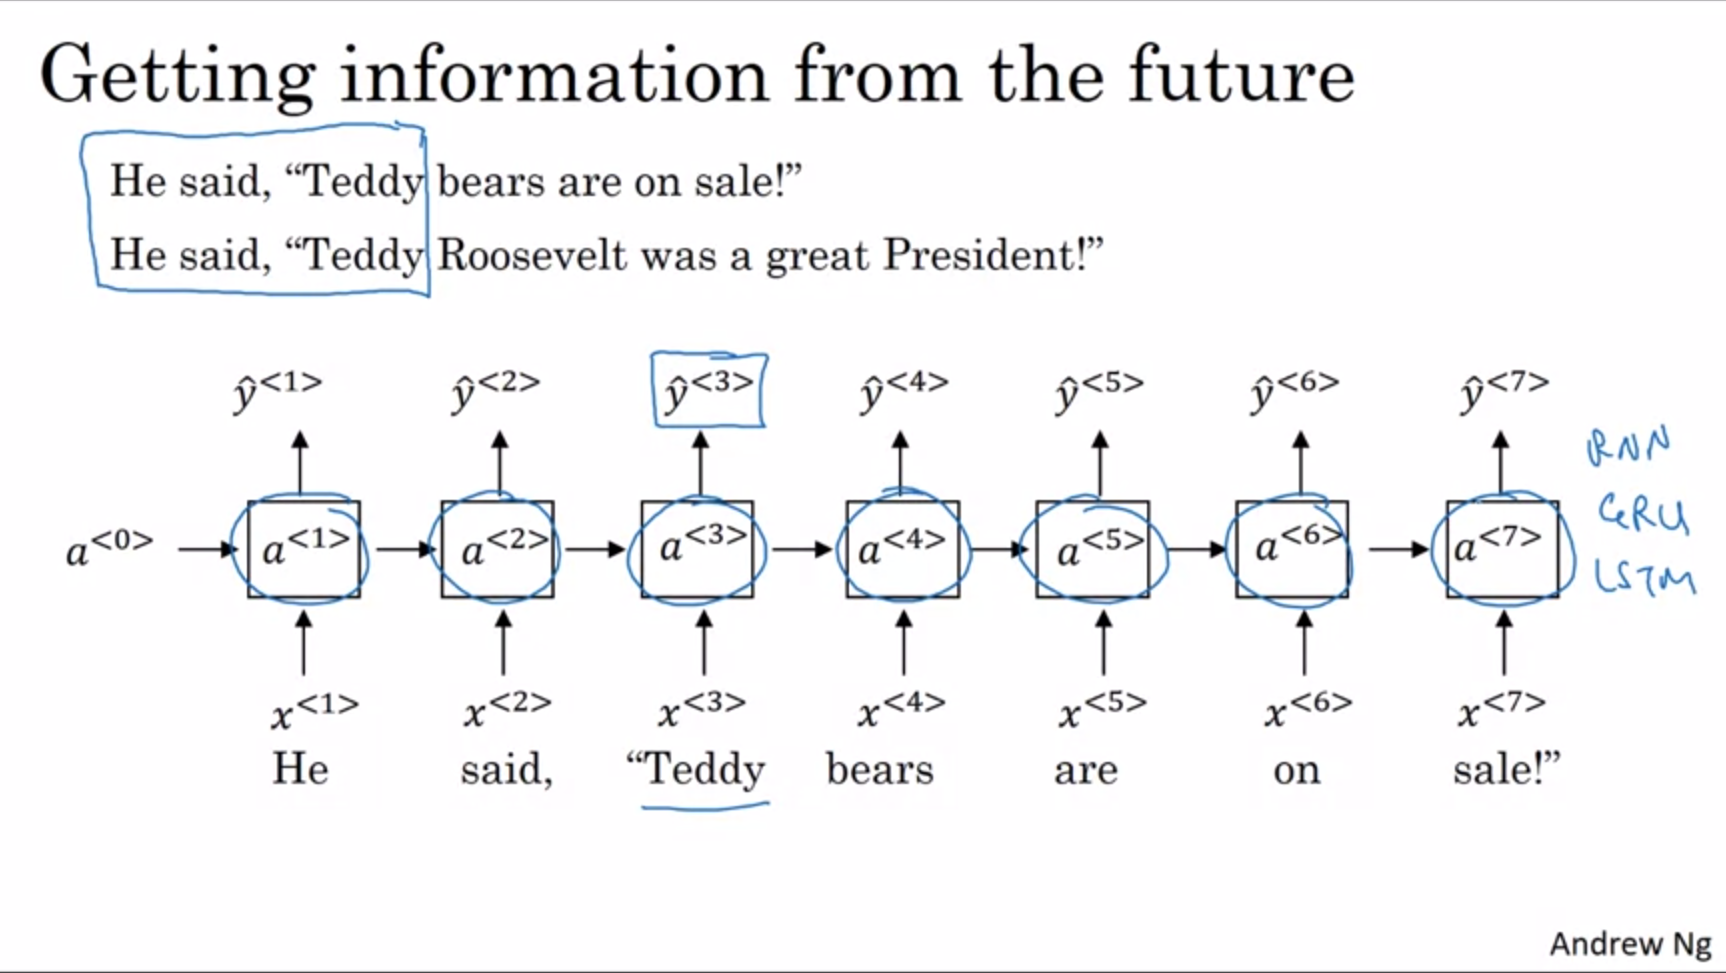 Getting information from the future
He said, “Teddy bears are on sale!”
He said, “Teddy Roosevelt was a great President!”
ŷ<1> ŷ<2> ŷ<3> ŷ<4> ŷ<5> ŷ<6> ŷ<7>
RNN
GRU
LSTM
a<0> a<1> a<2> a<3> a<4> a<5> a<6> a<7>
x<1> x<2> x<3> x<4> x<5> x<6> x<7>
He said, “Teddy bears are on sale!”
Andrew Ng